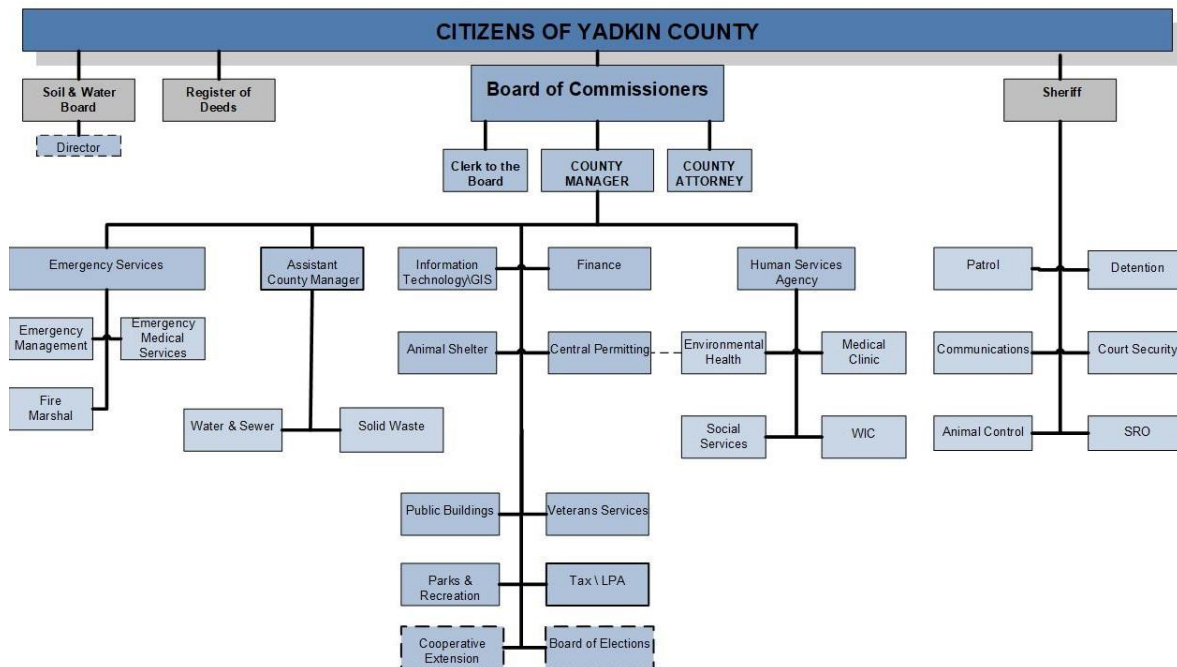 CITIZENS OF YADKIN COUNTY
Soil & Water
Board
Register of
Deeds
Board of Commissioners
Sheriff
Director
Clerk to the
Board
COUNTY
MANAGER
COUNTY
ATTORNEY
Emergency Services
Assistant
County Manager
Information
Technology\GIS
Finance
Human Services
Agency
Patrol
Detention
Emergency
Management
Emergency
Medical
Services
Animal Shelter
Central Permitting
Environmental
Health
Medical
Clinic
Communications
Court Security
Fire
Marshal
Water & Sewer
Solid Waste
Social
Services
WIC
Animal Control
SRO
Public Buildings
Veterans Services
Parks &
Recreation
Tax \ LPA
Cooperative
Extension
Board of Elections